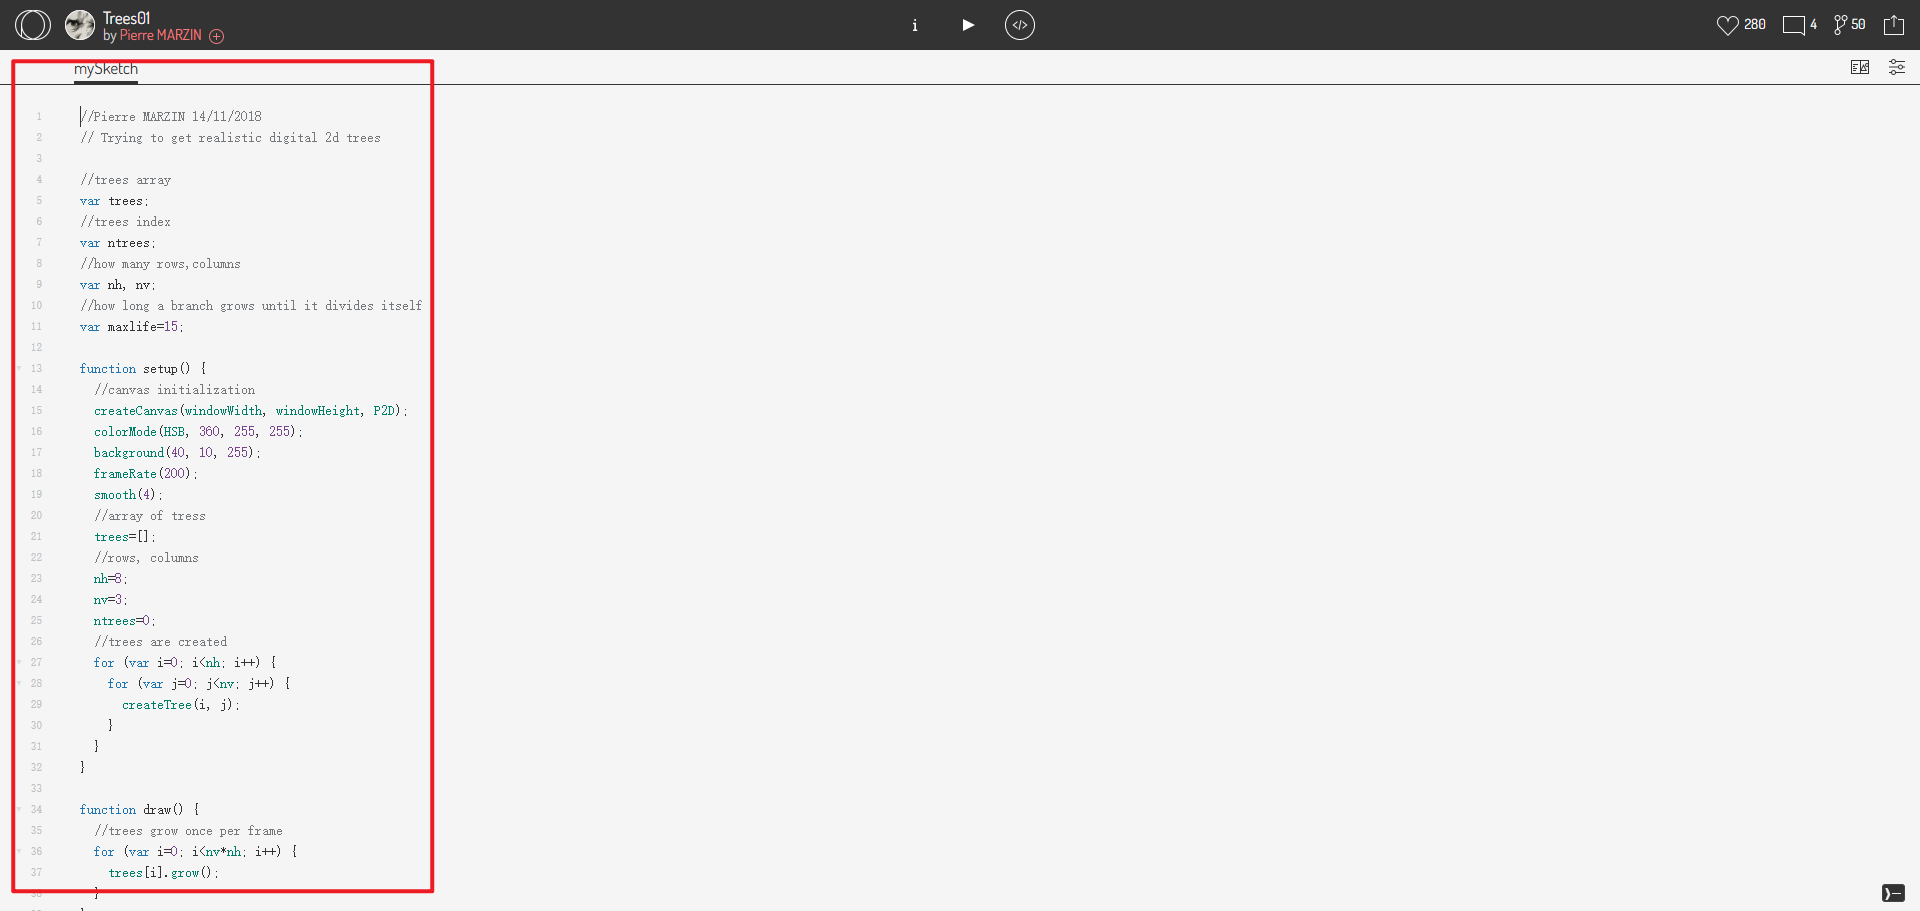 Trees01
by Pierre MARZIN
i
</>
280
4
50
mySketch
1 //Pierre MARZIN 14/11/2018
2 // Trying to get realistic digital 2d trees
3
4 //trees array
5 var trees;
6 //trees index
7 var ntrees;
8 //how many rows,columns
9 var nh, nv;
10 //how long a branch grows until it divides itself
11 var maxlife=15;
12
13 function setup() {
14 //canvas initialization
15 createCanvas(windowWidth, windowHeight, P2D);
16 colorMode(HSB, 360, 255, 255);
17 background(40, 10, 255);
18 frameRate(200);
19 smooth(4);
20 //array of tress
21 trees=[];
22 //rows, columns
23 nh=8;
24 nv=3;
25 ntrees=0;
26 //trees are created
27 for (var i=0; i<nh; i++) {
28 for (var j=0; j<nv; j++) {
29 createTree(i, j);
30 }
31 }
32 }
33
34 function draw() {
35 //trees grow once per frame
36 for (var i=0; i<nv*nh; i++) {
37 trees[i].grow();
38 }